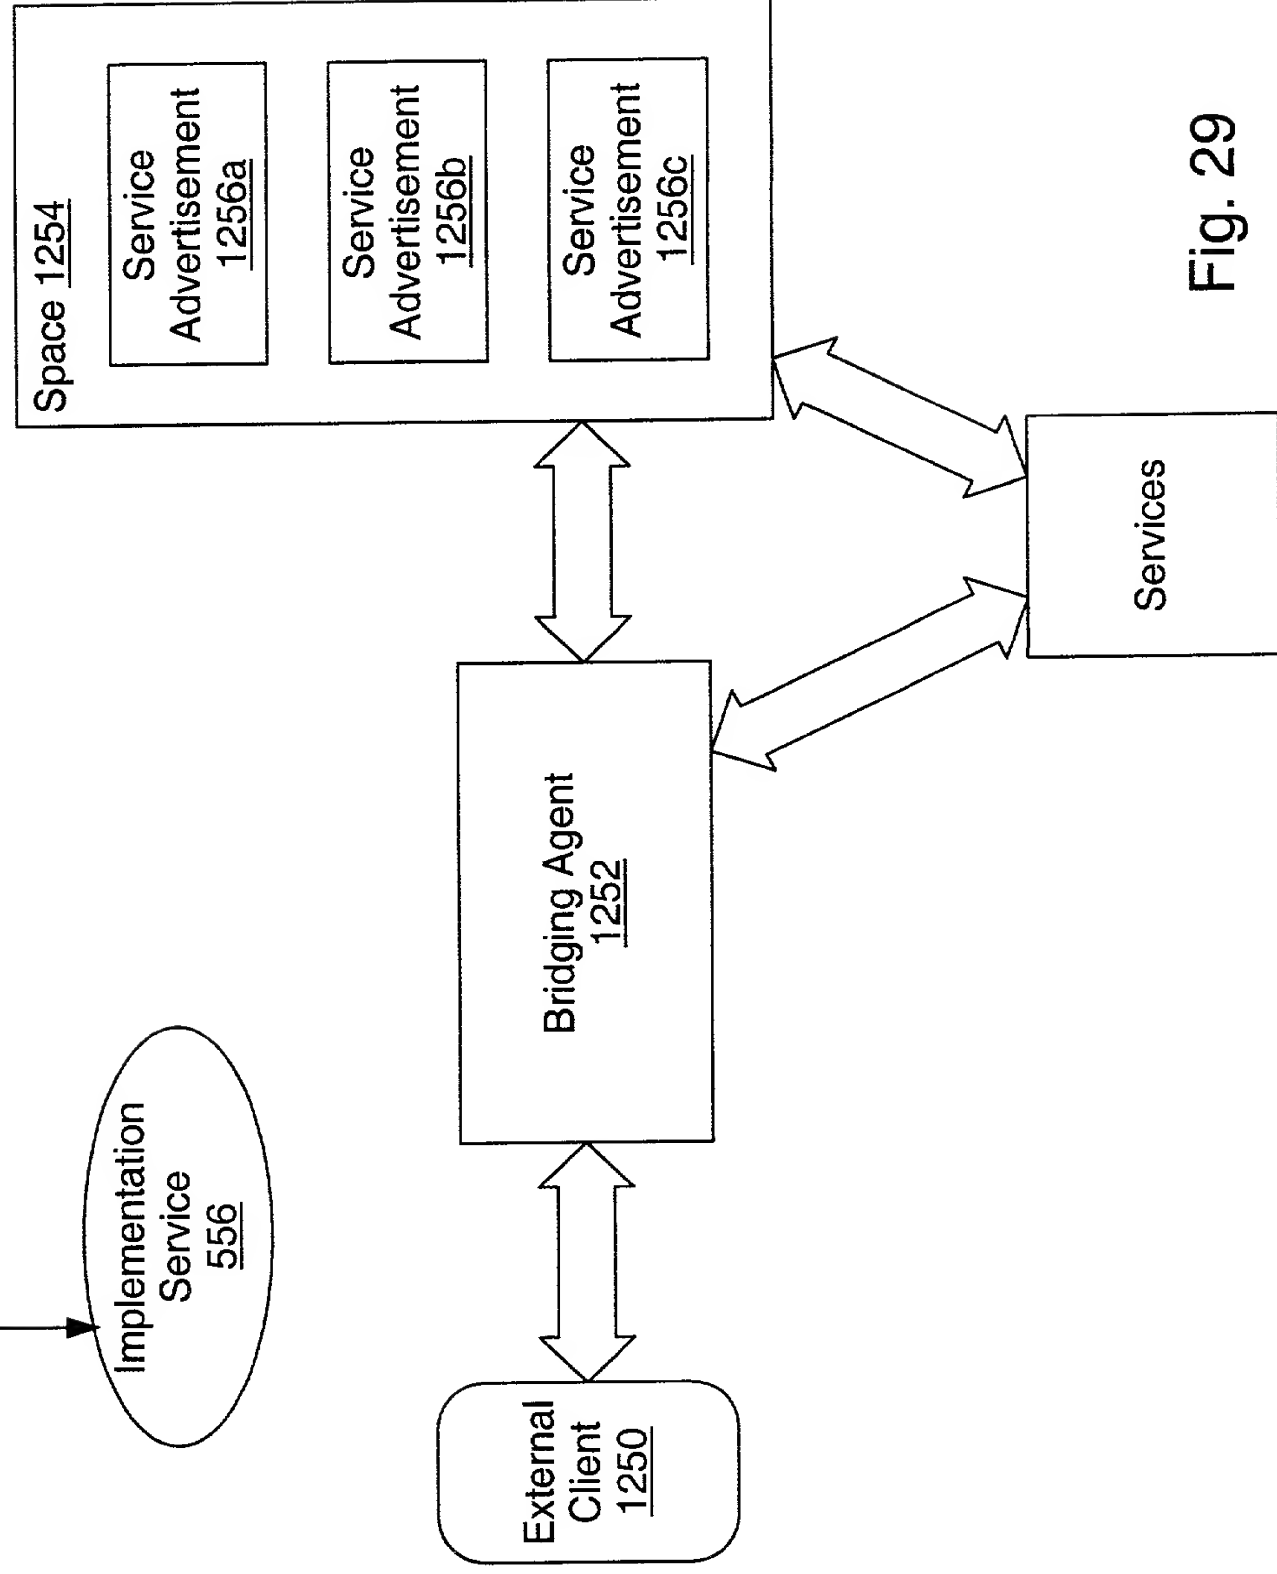 Implementation
Service
556
External
Client
1250
Bridging Agent
1252
Space 1254
Service
Advertisement
1256a
Service
Advertisement
1256b
Service
Advertisement
1256c
Services
Fig. 29